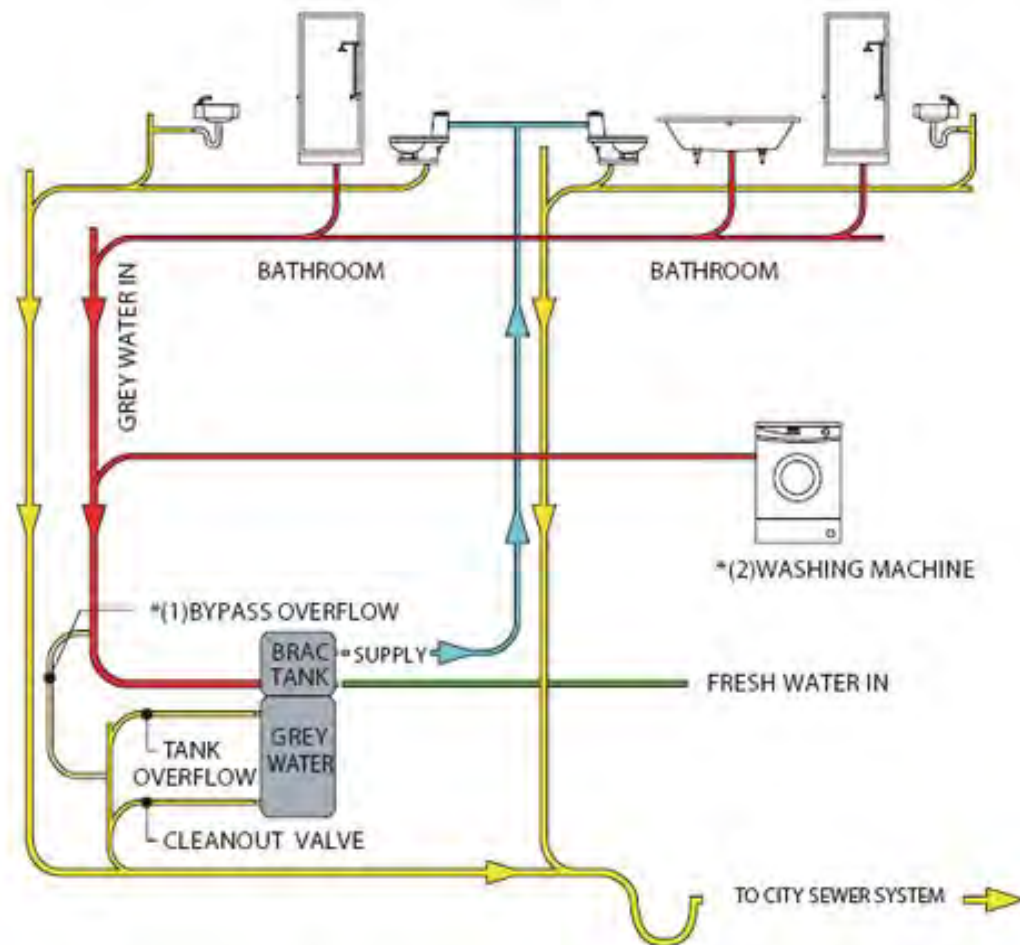 BATHROOM
BATHROOM
GREY WATER IN
*(2)WASHING MACHINE
*(1)BYPASS OVERFLOW
BRAC
TANK
SUPPLY
FRESH WATER IN
GREY
WATER
TANK
OVERFLOW
CLEANOUT VALVE
TO CITY SEWER SYSTEM